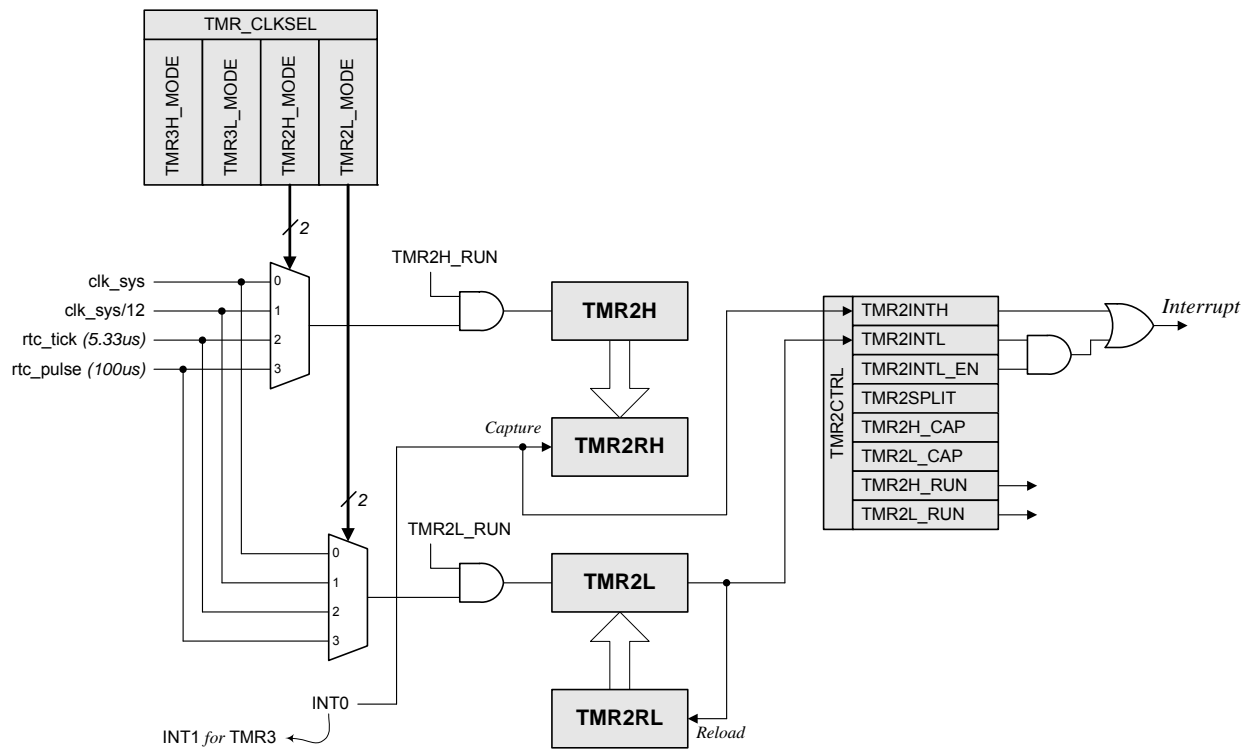 TMR_CLKSEL
TMR3H_MODE
TMR3L_MODE
TMR2H_MODE
TMR2L_MODE
2
clk_sys
clk_sys/12
rtc_tick (5.33us)
rtc_pulse (100us)
0
1
2
3
TMR2H_RUN
TMR2H
Capture
TMR2RH
2
TMR2L_RUN
0
1
2
3
TMR2L
TMR2RL
Reload
INT0
INT1 for TMR3
TMR2CTRL
TMR2INTH
TMR2INTL
TMR2INTL_EN
TMR2SPLIT
TMR2H_CAP
TMR2L_CAP
TMR2H_RUN
TMR2L_RUN
Interrupt